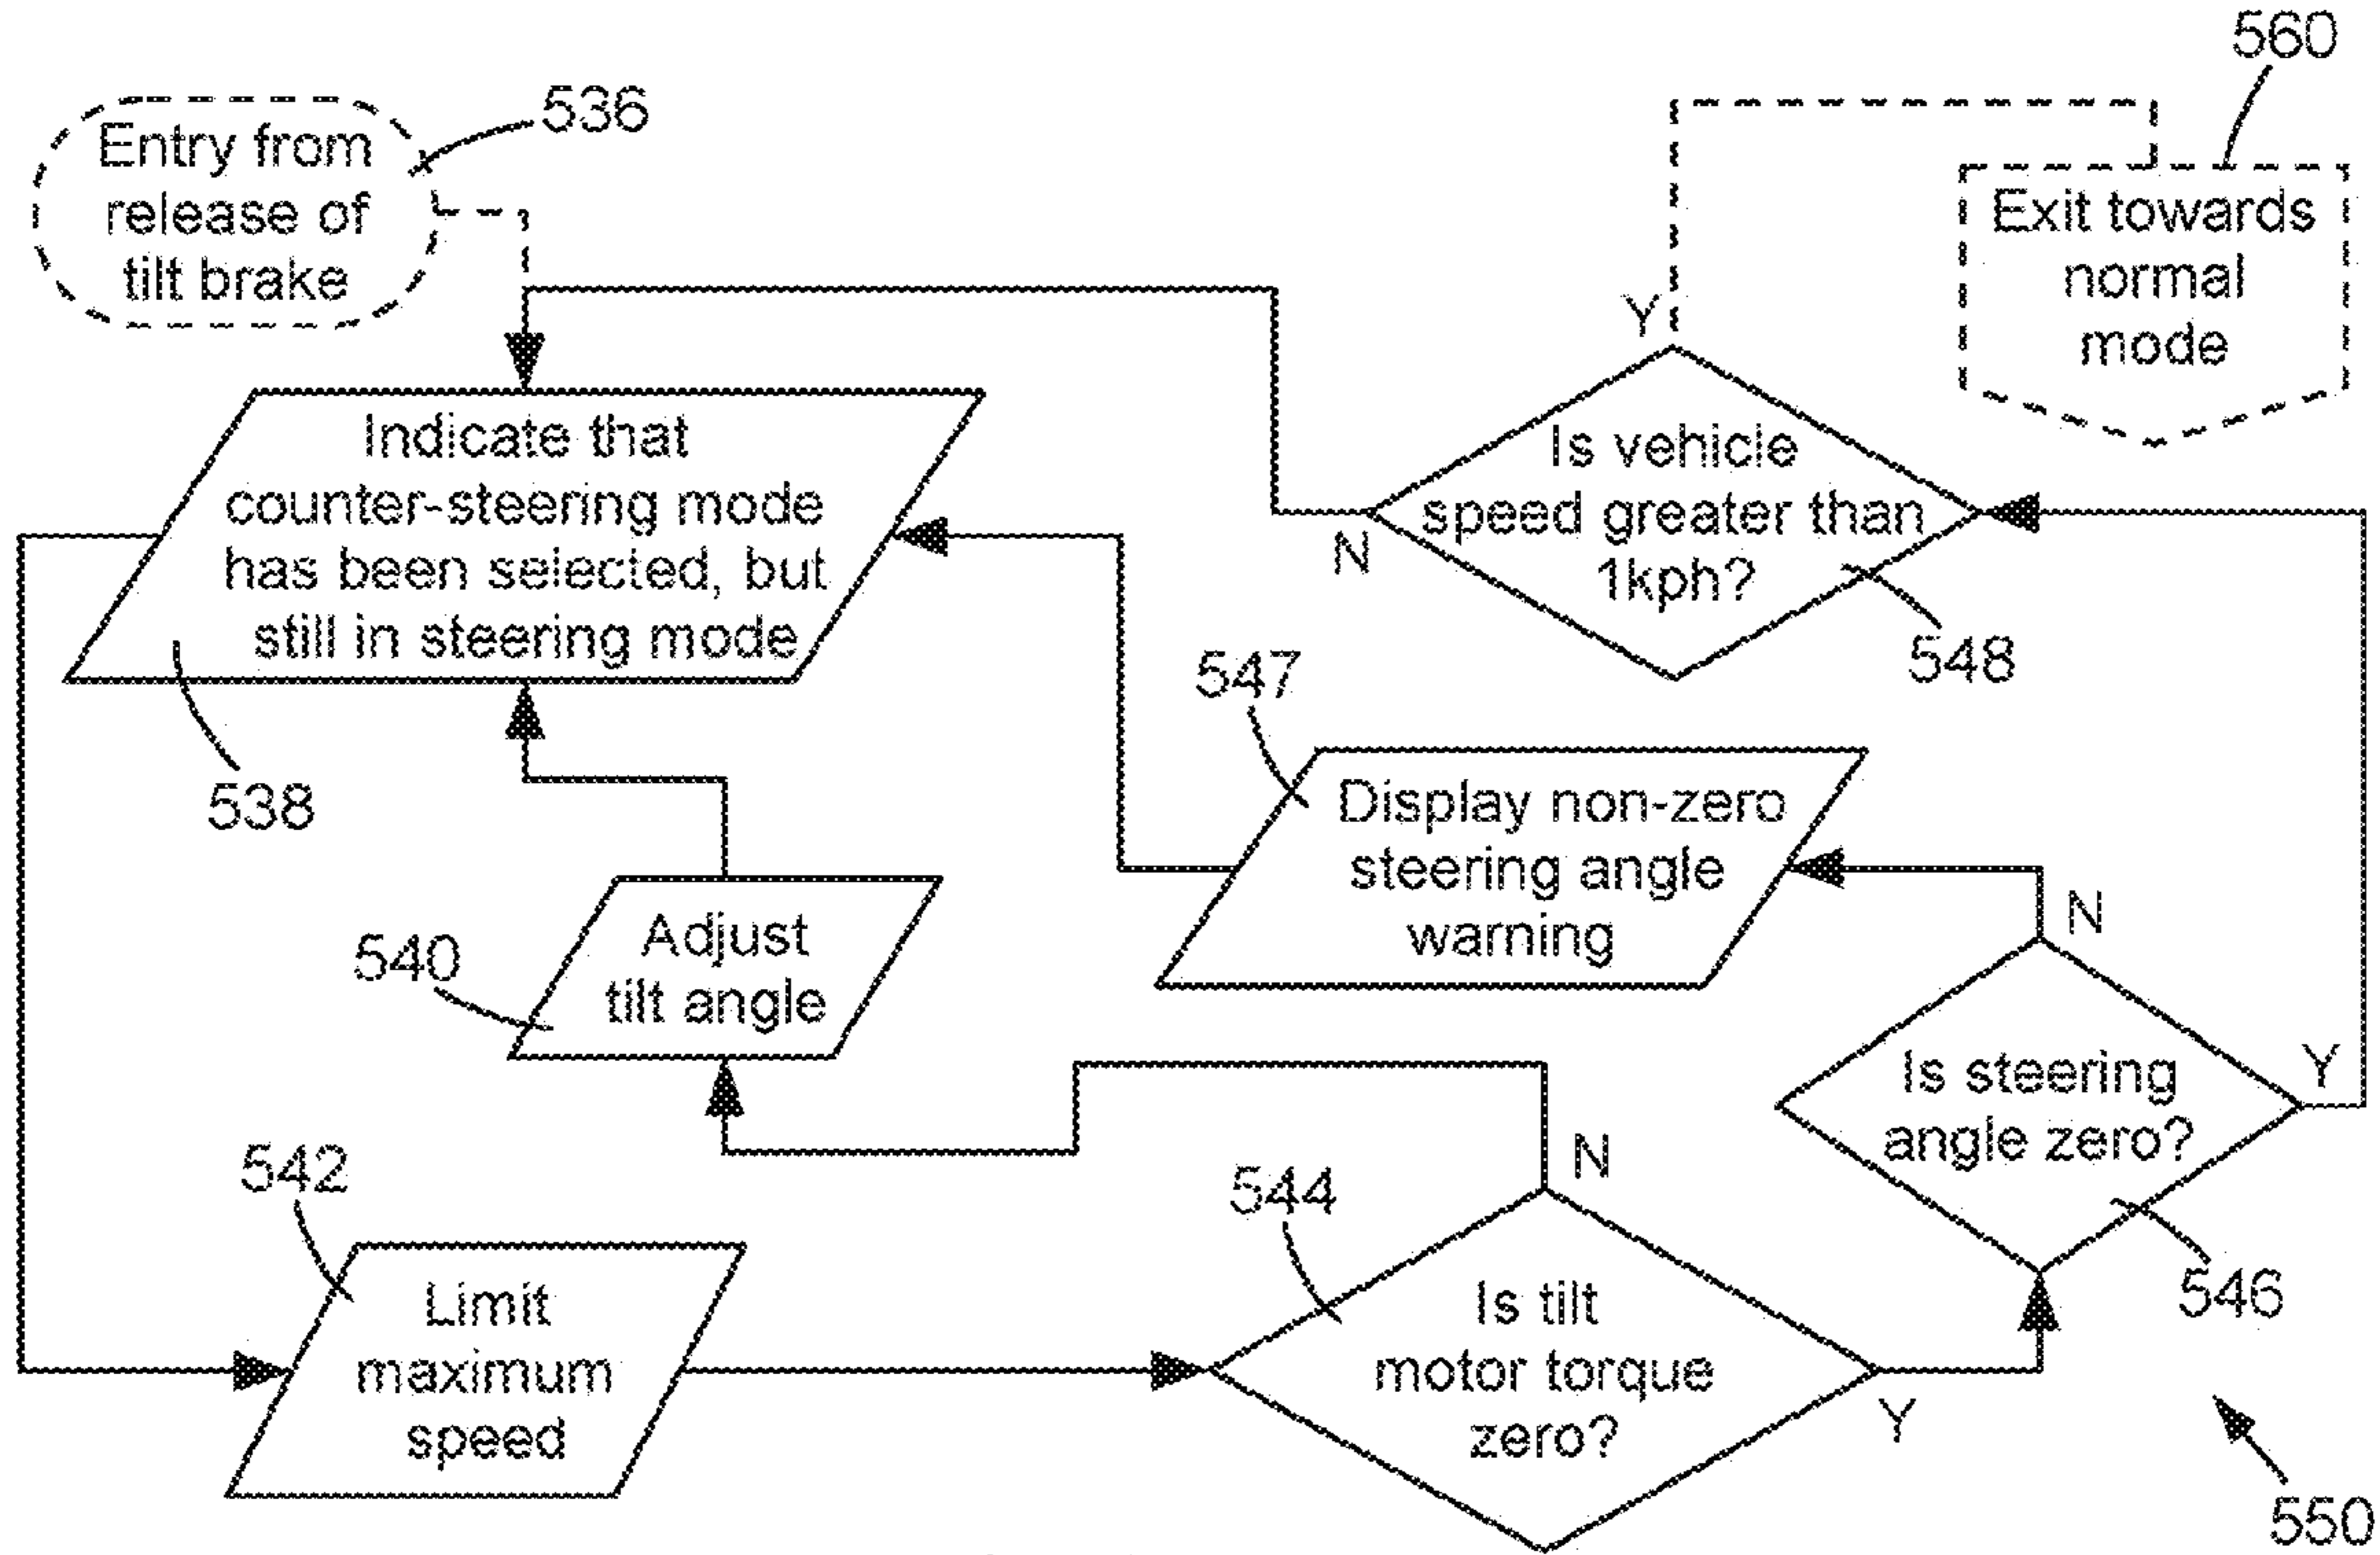 560
536
Entry from
release of
tilt brake
Exit towards
normal
mode
Y
Indicate that
counter-steering mode
has been selected, but
still in steering mode
Is vehicle
speed greater than
1kph?
N
548
547
538
Display non-zero
steering angle
warning
N
540
Adjust
tilt angle
Is steering
angle zero?
Y
542
544
N
546
Limit
maximum
speed
Is tilt
motor torque
zero?
Y
550